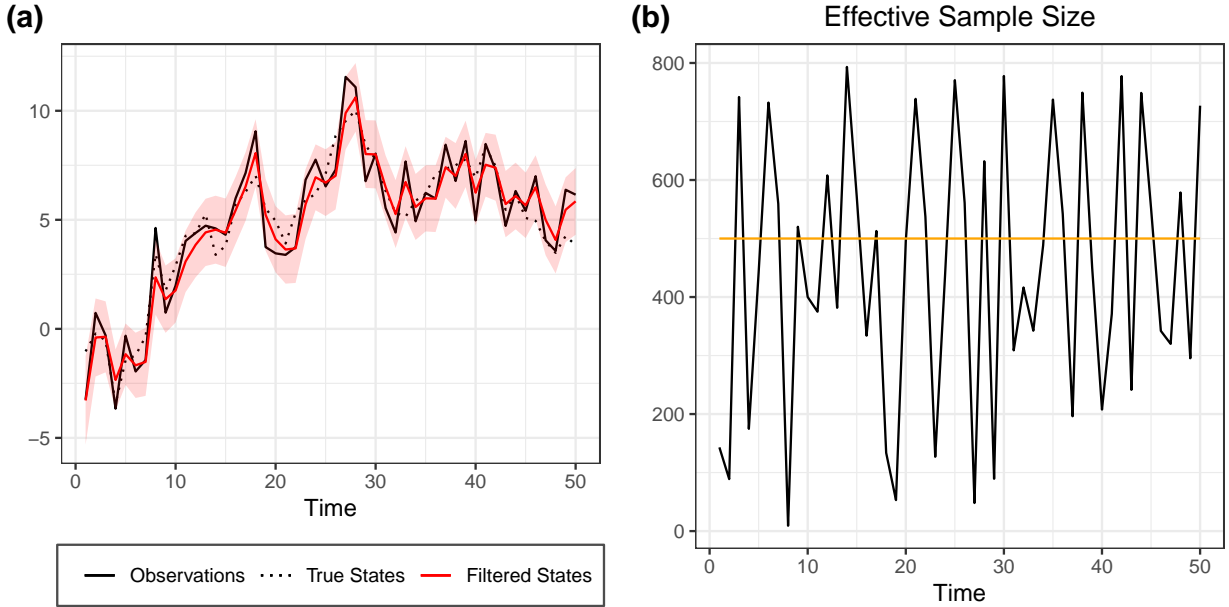 (a)
10
5
0
−5
0
10
20
30
40
50
Time
Observations
True States
Filtered States
(b)
Effective Sample Size
800
600
400
200
0
0
10
20
30
40
50
Time